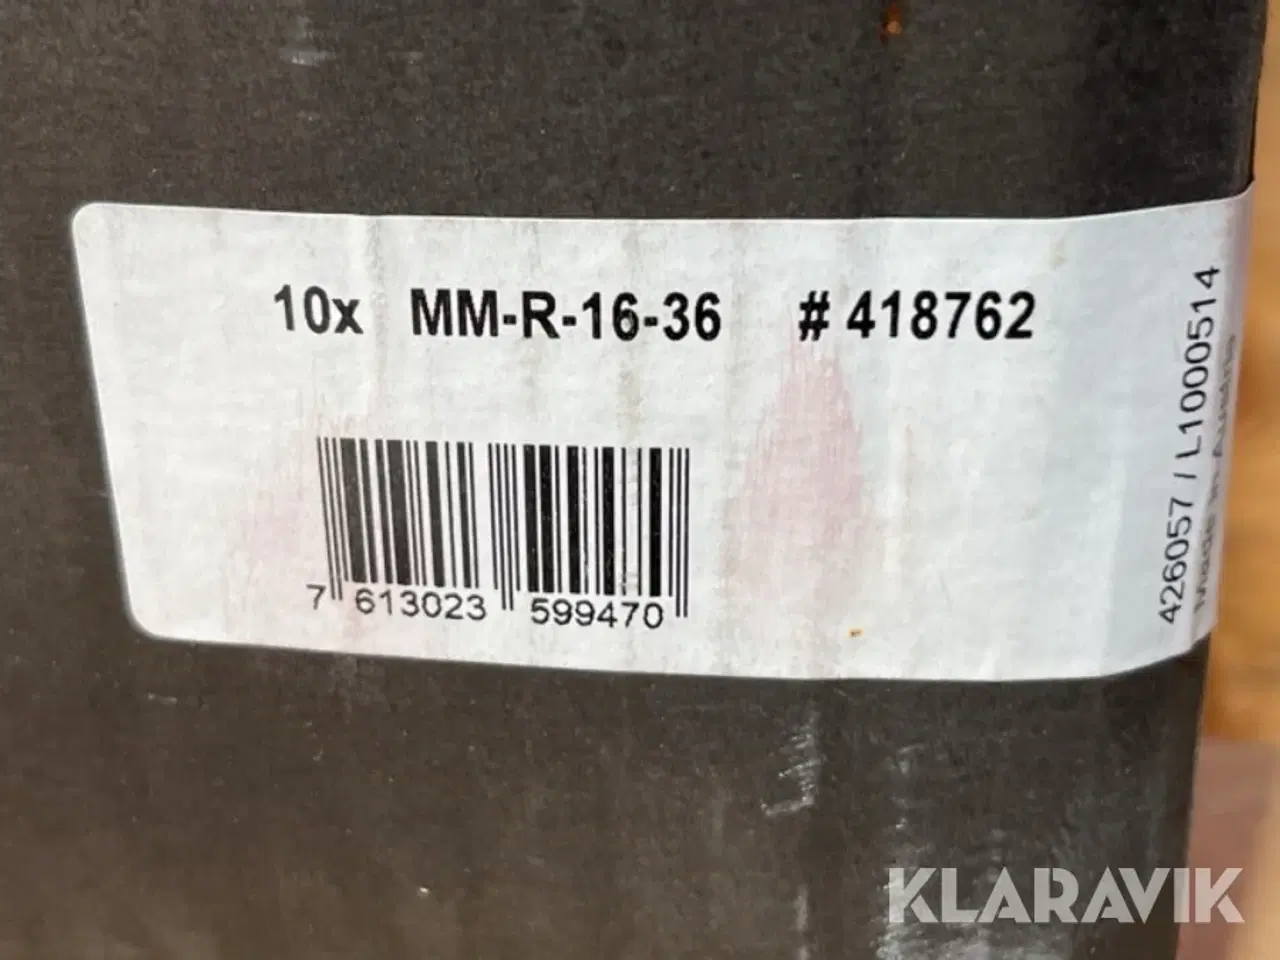 10x MM-R-16-36 # 418762
7 613023 599470
426057 / L1000514
Made in Austria
KLARAVIK